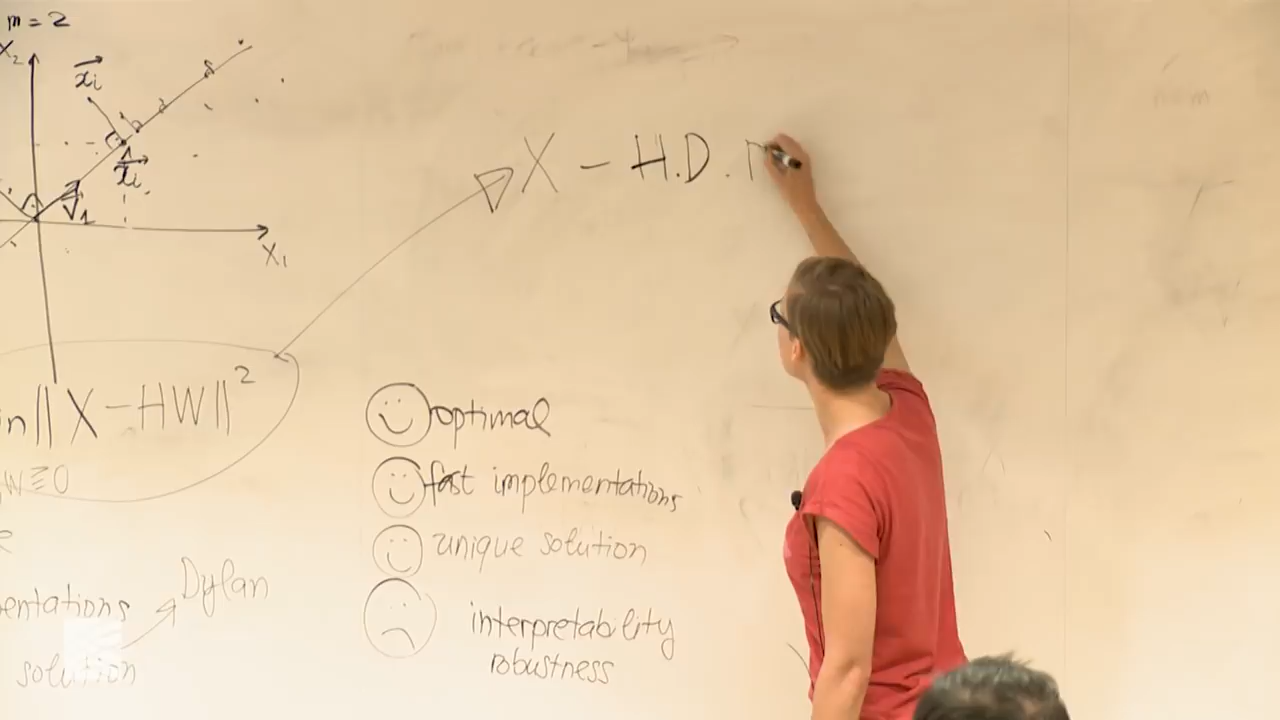 m = 2
X₂
x⃗i
x̂⃗i
v⃗₁
X₁
X – H.D.
in || X – HW ||²
W ≥ 0
optimal
fast implementations
unique solution
Dylan
entations
solution
interpretability
robustness